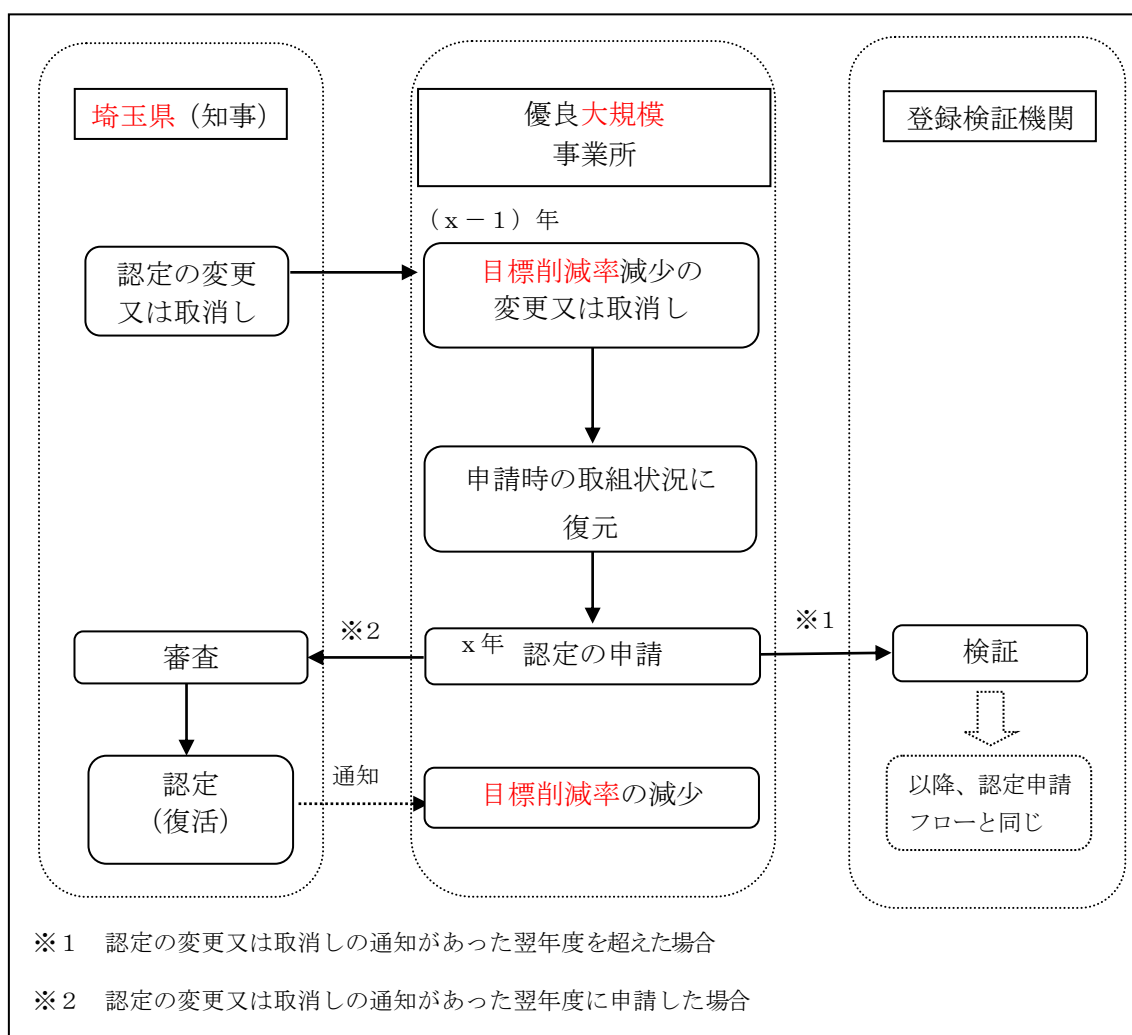 埼玉県（知事）
優良大規模
事業所
登録検証機関
（ｘ－１）年
認定の変更
又は取消し
目標削減率減少の
変更又は取消し
申請時の取組状況に
復元
※1
※2
審査
ｘ年 認定の申請
検証
認定
（復活）
通知
目標削減率の減少
以降、認定申請
フローと同じ
※１　認定の変更又は取消しの通知があった翌年度を超えた場合
※２　認定の変更又は取消しの通知があった翌年度に申請した場合